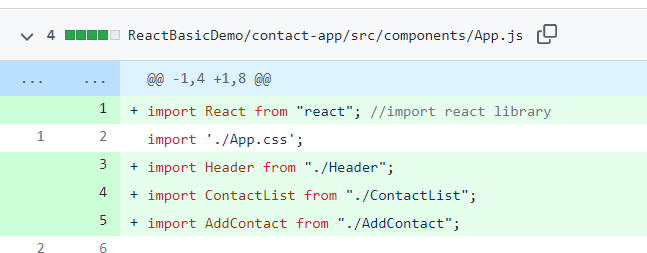 4 ReactBasicDemo/contact-app/src/components/App.js
... ... @@ -1,4 +1,8 @@
1 + import React from "react"; //import react library
1 2 import './App.css';
3 + import Header from "./Header";
4 + import ContactList from "./ContactList";
5 + import AddContact from "./AddContact";
2 6